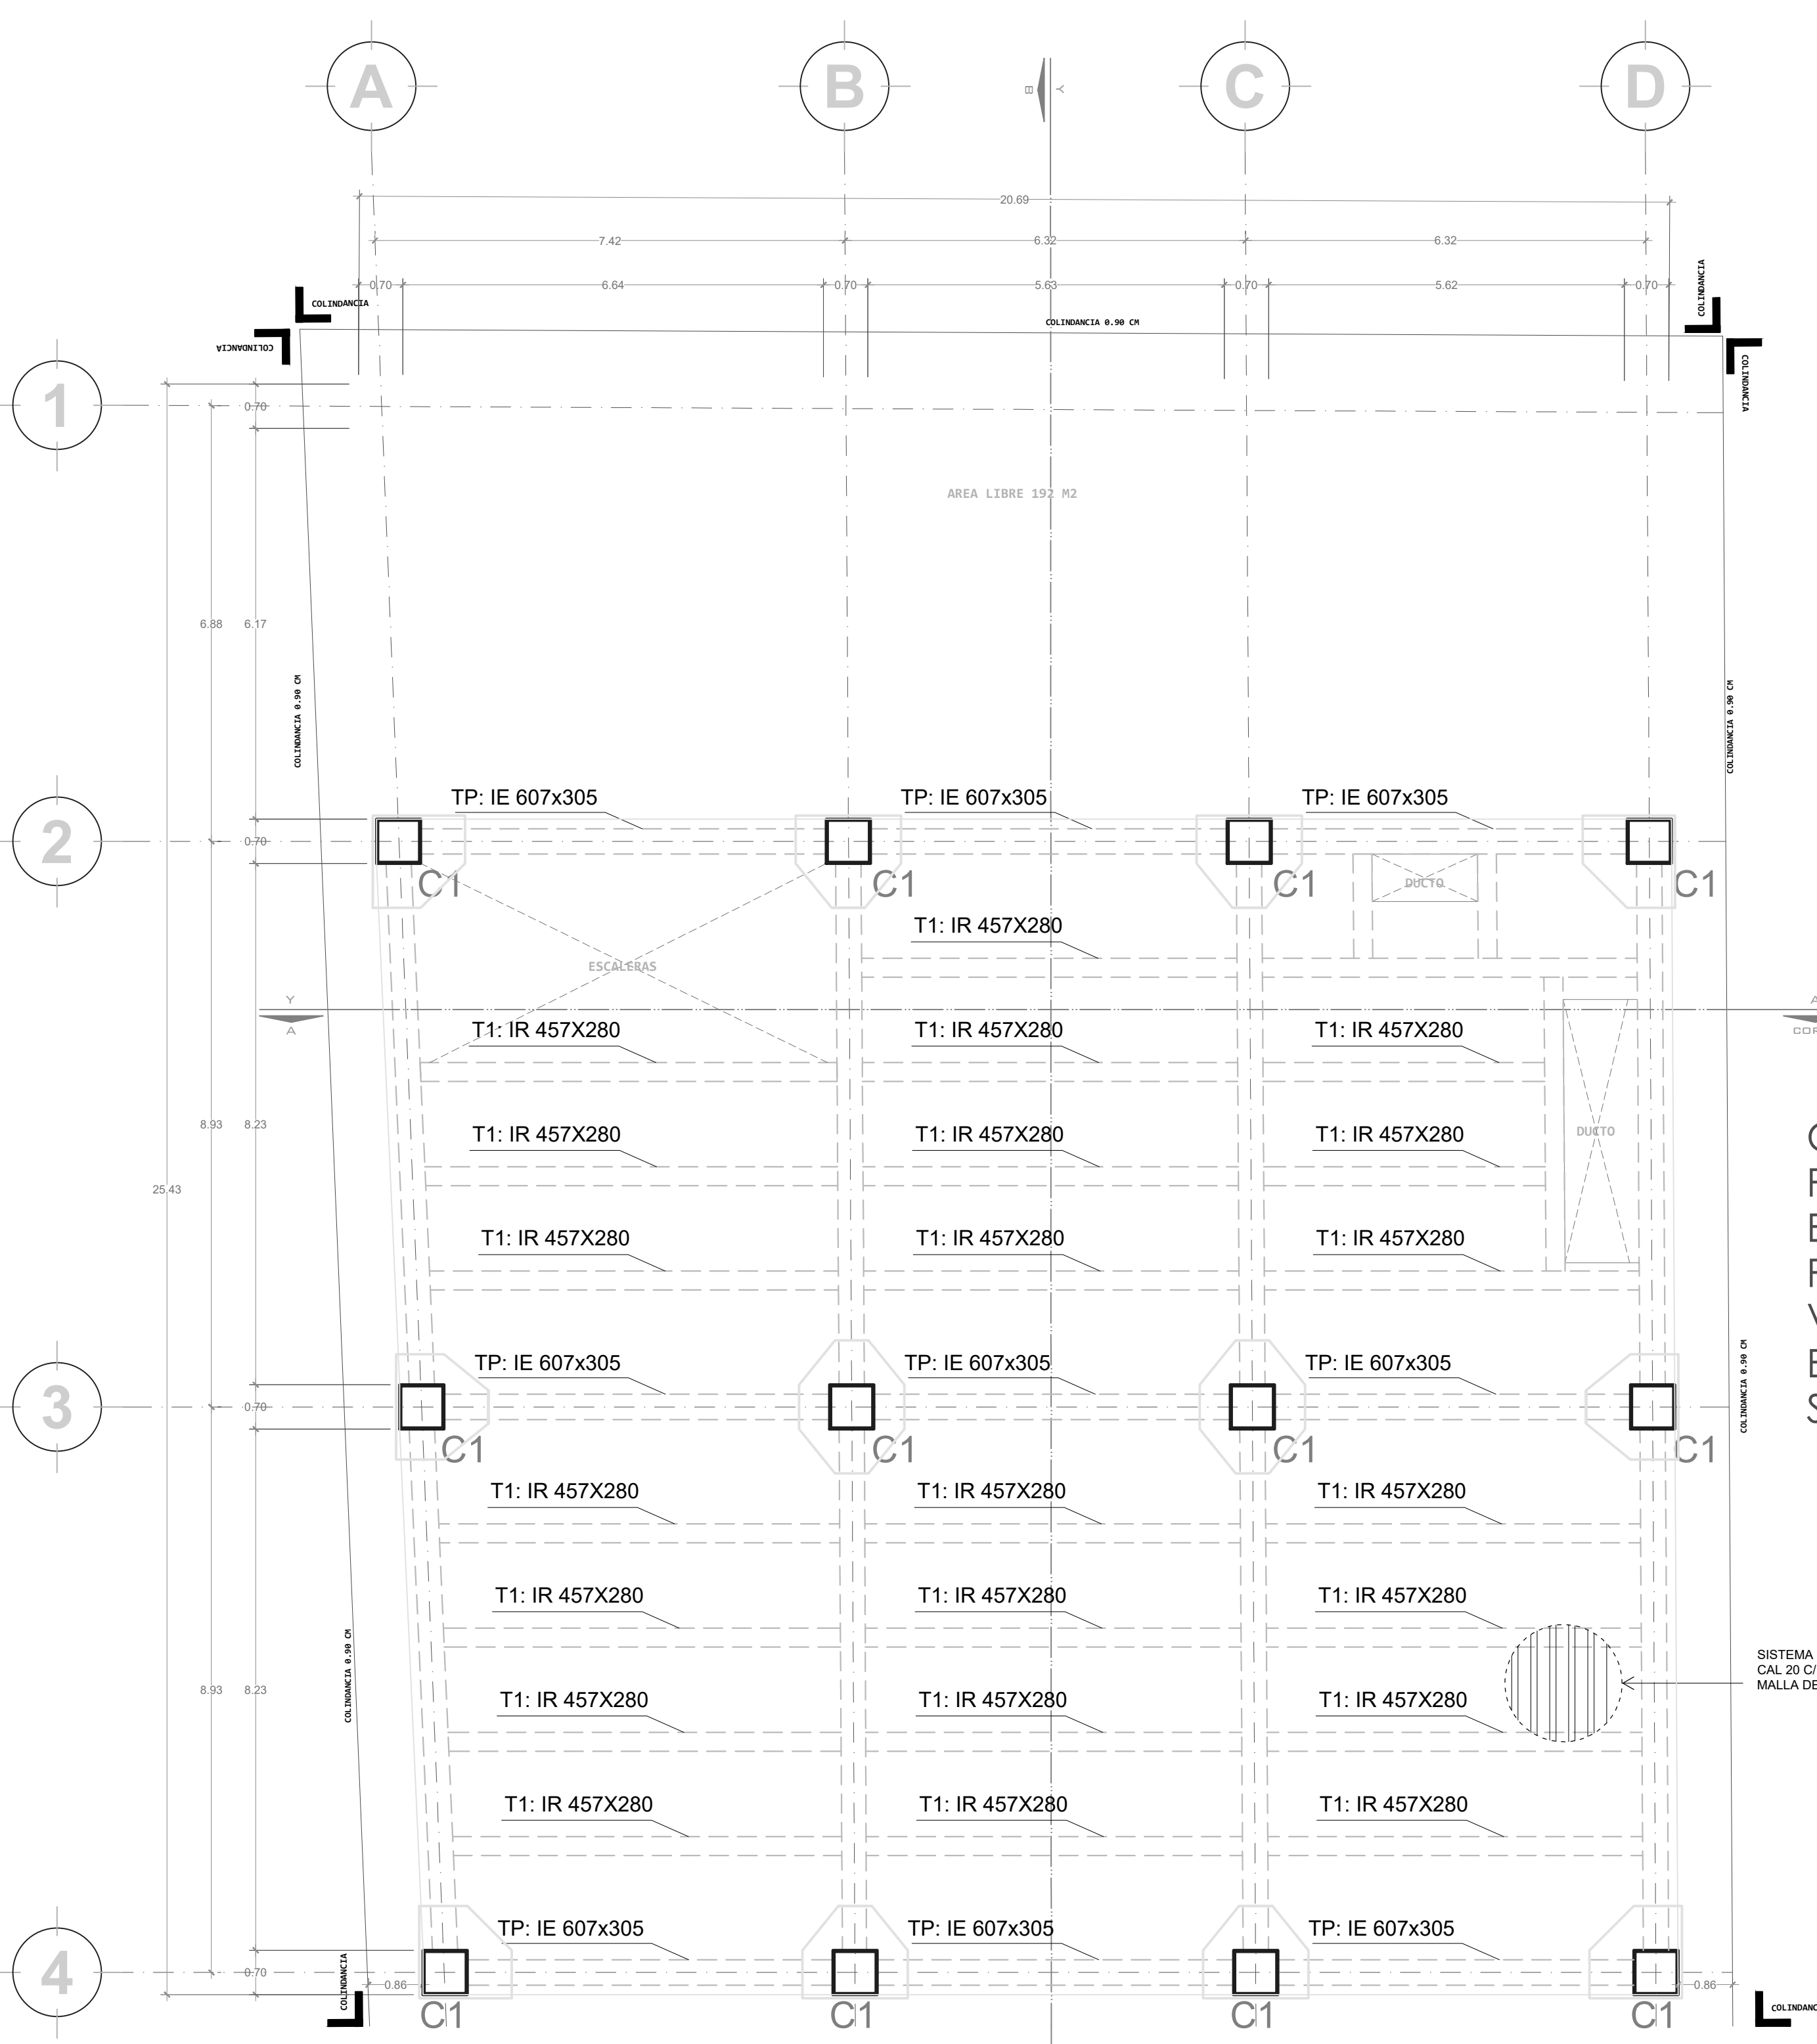 A
B
C
D
B
Y
20.69
7.42
6.32
6.32
0.70
6.64
0.70
5.63
0.70
5.62
0.70
COLINDANCIA
COLINDANCIA
COLINDANCIA 0.90 CM
COLINDANCIA
COLINDANCIA
1
0.70
AREA LIBRE 192 M2
6.88
6.17
COLINDANCIA 0.90 CM
COLINDANCIA 0.90 CM
TP: IE 607x305
TP: IE 607x305
TP: IE 607x305
2
0.70
C1
C1
C1
C1
DUCTO
T1: IR 457X280
ESCALERAS
Y
A
A
T1: IR 457X280
T1: IR 457X280
T1: IR 457X280
8.93
8.23
T1: IR 457X280
T1: IR 457X280
T1: IR 457X280
DUCTO
25.43
T1: IR 457X280
T1: IR 457X280
T1: IR 457X280
TP: IE 607x305
TP: IE 607x305
TP: IE 607x305
COLINDANCIA 0.90 CM
3
0.70
C1
C1
C1
C1
T1: IR 457X280
T1: IR 457X280
T1: IR 457X280
T1: IR 457X280
T1: IR 457X280
T1: IR 457X280
COLINDANCIA 0.90 CM
SISTEMA
CAL 20 C/
MALLA DE
8.93
8.23
T1: IR 457X280
T1: IR 457X280
T1: IR 457X280
T1: IR 457X280
T1: IR 457X280
T1: IR 457X280
TP: IE 607x305
TP: IE 607x305
TP: IE 607x305
4
0.70
0.86
0.86
COLINDANCIA
C1
C1
C1
C1